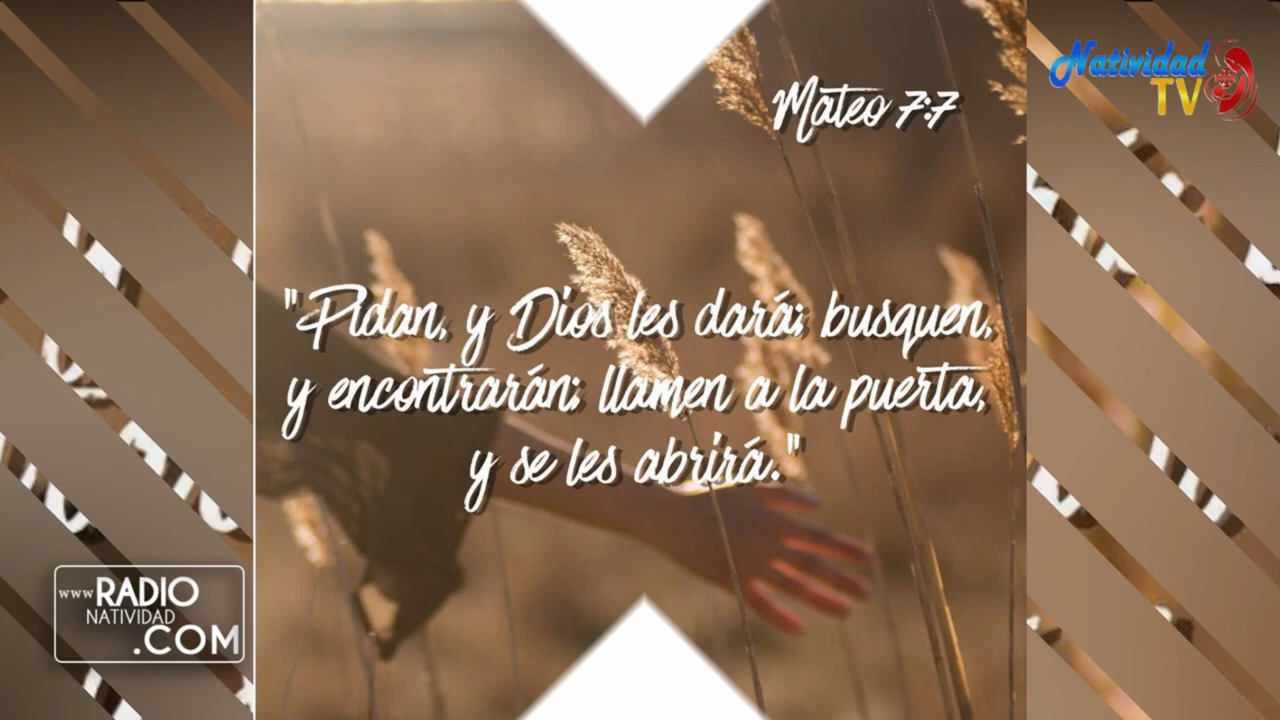 Natividad
TV
Mateo 7:7
"Pidan, y Dios les dará; busquen,
y encontrarán; llamen a la puerta,
y se les abrirá."
www RADIO
NATIVIDAD
.COM